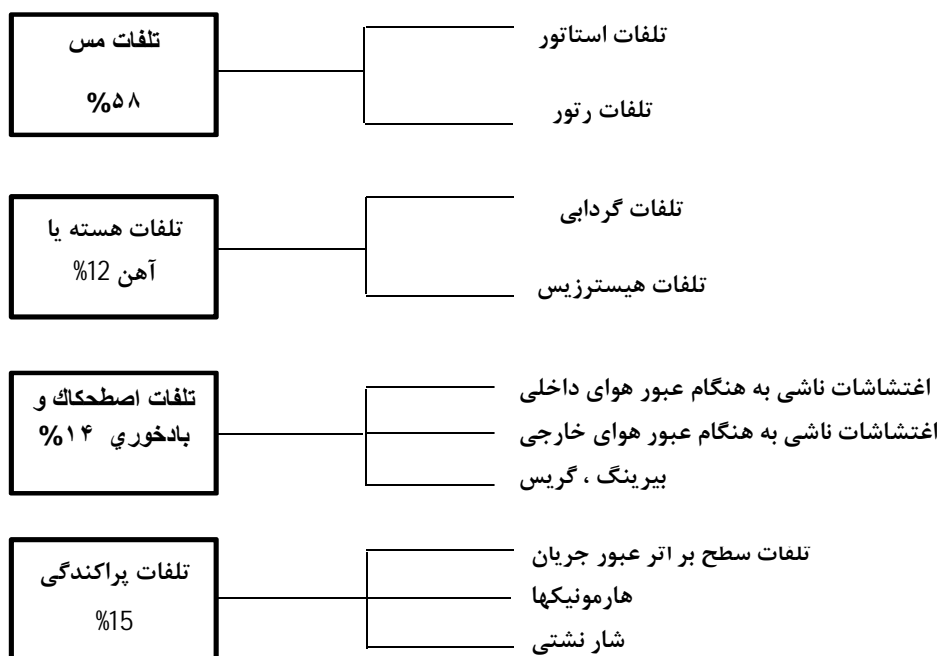 تلفات مس
%۵۸
تلفات استاتور
تلفات رتور
تلفات هسته یا
آهن 12%
تلفات گردابی
تلفات هیسترزیس
تلفات اصطحكاك و
بادخوري ۱۴%
اغتشاشات ناشی به هنگام عبور هوای داخلی
اغتشاشات ناشی به هنگام عبور هوای خارجی
بیرینگ ، گریس
تلفات پراکندگی
%15
تلفات سطح بر اثر عبور جریان
هارمونیکها
شار نشتی